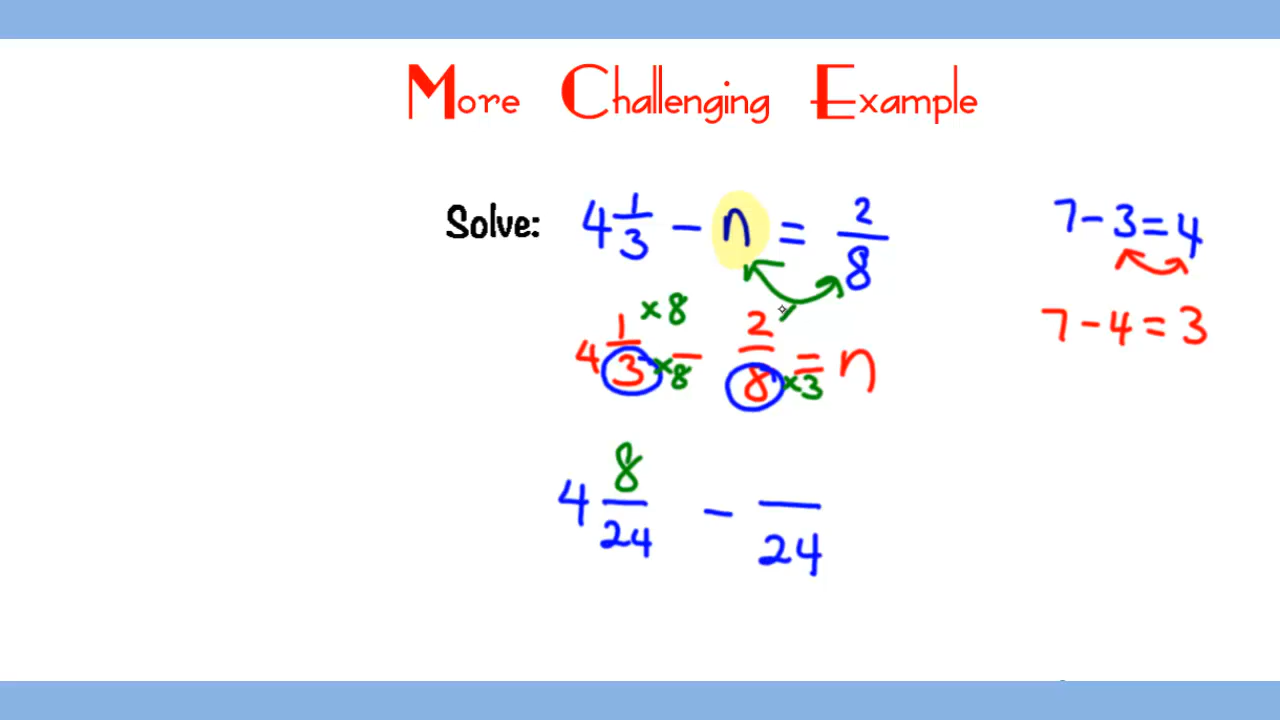 More Challenging Example
Solve: 4 1/3 - n = 2/8
7 - 3 = 4
7 - 4 = 3
4 1/3 ×8 ×8 - 2/8 ×3 = n
4 8/24 - /24